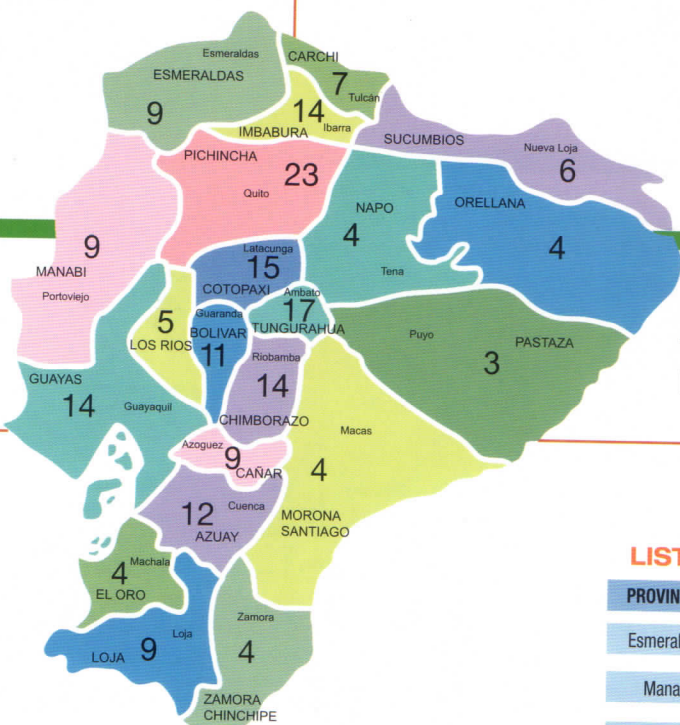 Esmeraldas
ESMERALDAS
9
CARCHI
7
Tulcán
14
Ibarra
IMBABURA
SUCUMBIOS
Nueva Loja
6
PICHINCHA
23
Quito
NAPO
4
Tena
ORELLANA
4
9
MANABI
Portoviejo
Latacunga
15
COTOPAXI
Ambato
17
TUNGURAHUA
5
LOS RIOS
Guaranda
BOLIVAR
11
Puyo
PASTAZA
3
Riobamba
14
CHIMBORAZO
GUAYAS
14
Guayaquil
Macas
4
MORONA
SANTIAGO
Azoguez
9
CAÑAR
Cuenca
12
AZUAY
Machala
4
EL ORO
Loja
LOJA 9
Zamora
4
ZAMORA
CHINCHIPE
LIST
PROVIN
Esmeral
Mana